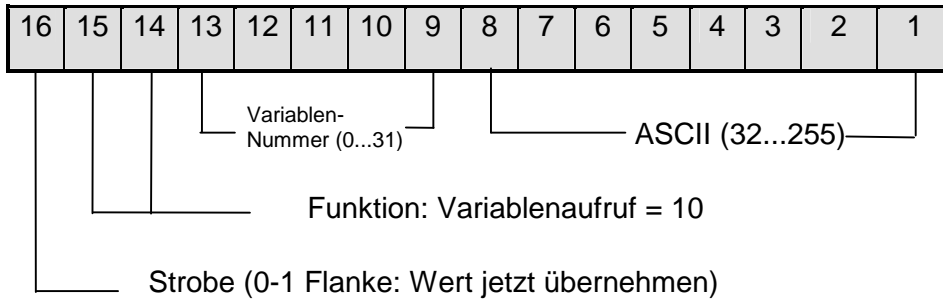 16 15 14 13 12 11 10 9 8 7 6 5 4 3 2 1
Variablen-
Nummer (0...31)
ASCII (32...255)
Funktion: Variablenaufruf = 10
Strobe (0-1 Flanke: Wert jetzt übernehmen)